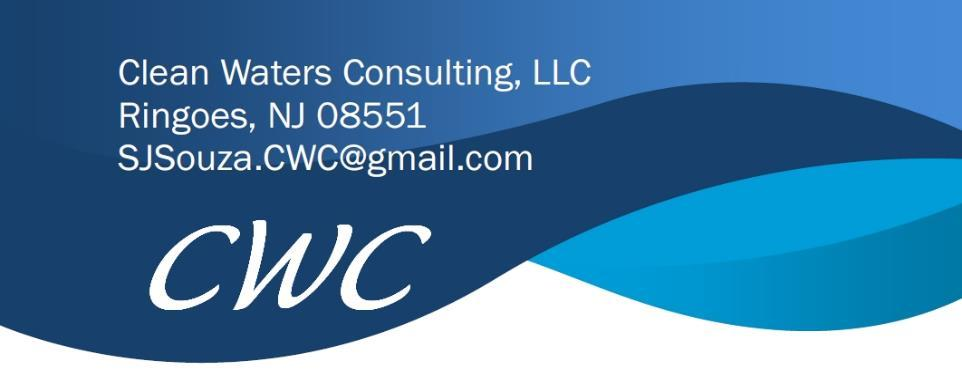 Clean Waters Consulting, LLC
Ringoes, NJ 08551
SJSouza.CWC@gmail.com
CWC